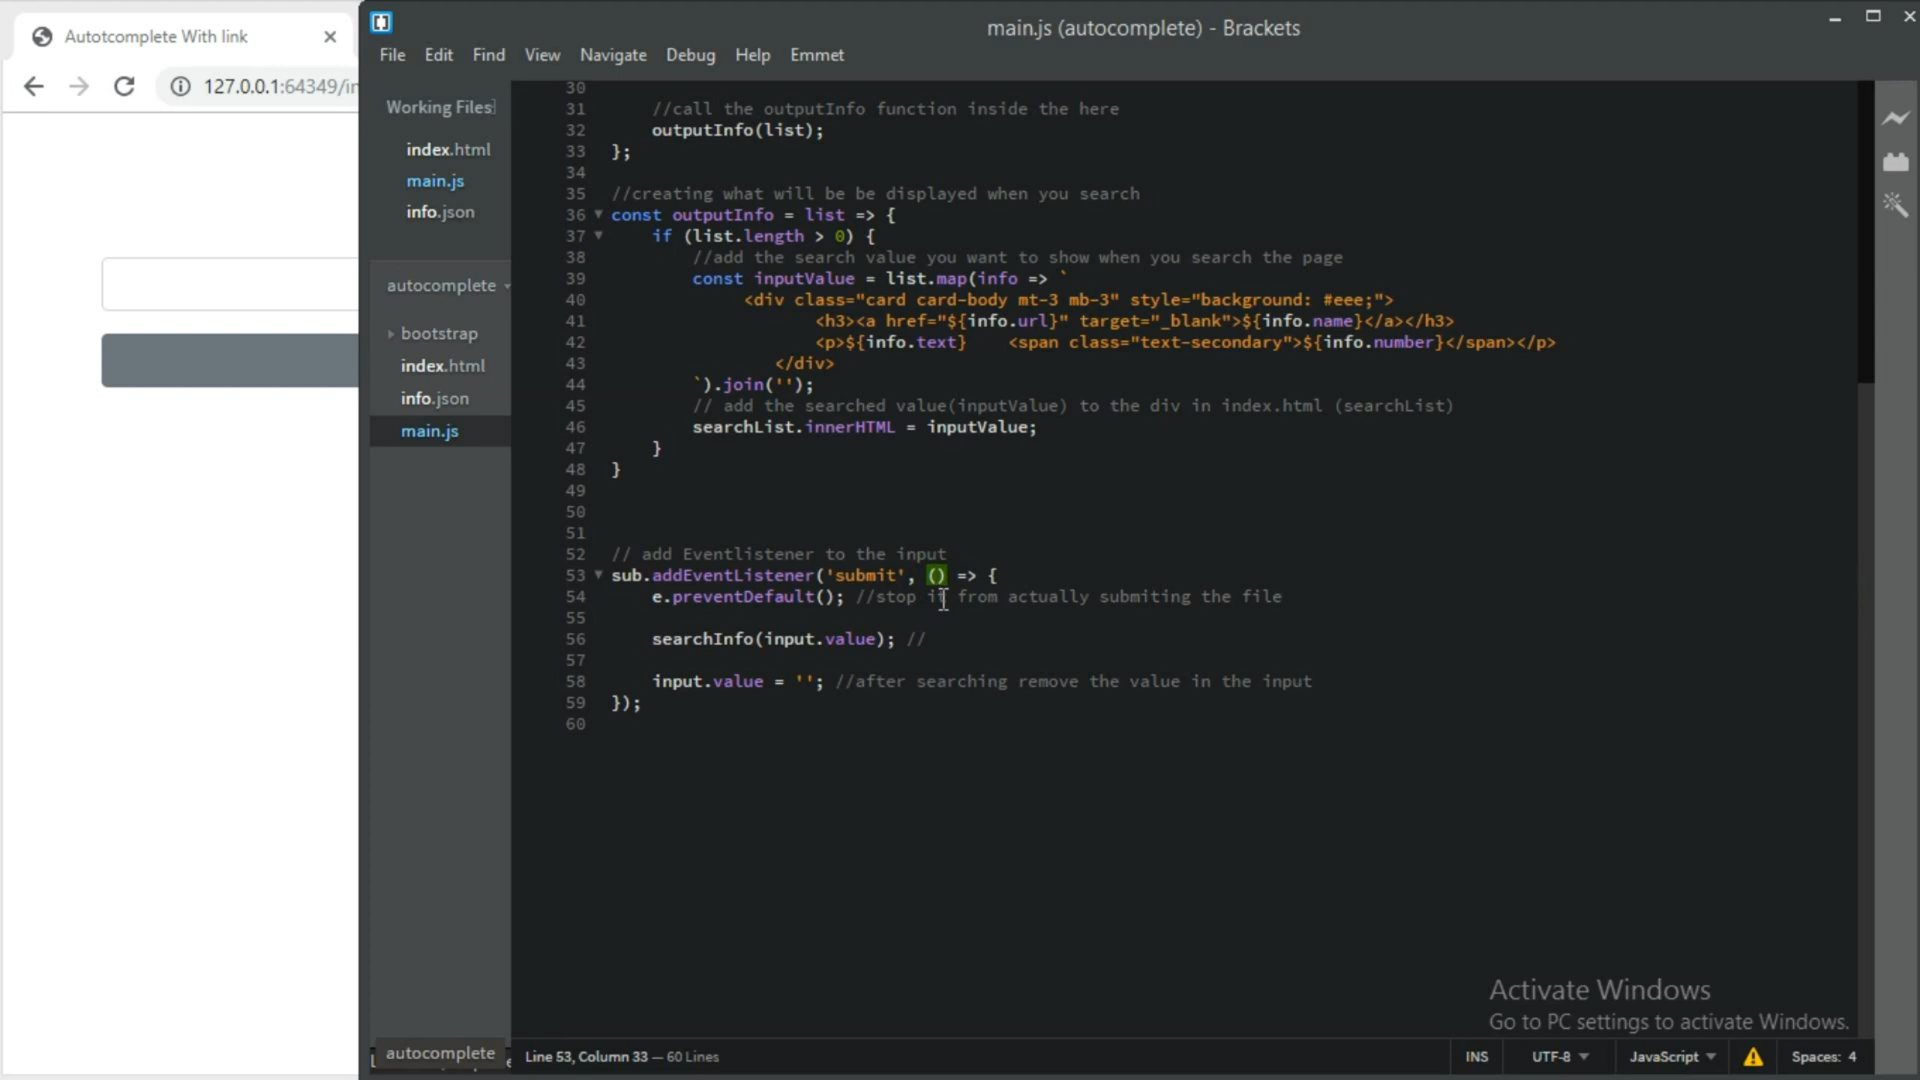 Autotcomplete With link
127.0.0.1:64349/in
main.js (autocomplete) - Brackets
File Edit Find View Navigate Debug Help Emmet
Working Files
index.html
main.js
info.json
autocomplete
bootstrap
index.html
info.json
main.js
30
31 //call the outputInfo function inside the here
32 outputInfo(list);
33 };
34
35 //creating what will be be displayed when you search
36 const outputInfo = list => {
37 if (list.length > 0) {
38 //add the search value you want to show when you search the page
39 const inputValue = list.map(info => `
40 <div class="card card-body mt-3 mb-3" style="background: #eee;">
41 <h3><a href="${info.url}" target="_blank">${info.name}</a></h3>
42 <p>${info.text} <span class="text-secondary">${info.number}</span></p>
43 </div>
44 `).join('');
45 // add the searched value(inputValue) to the div in index.html (searchList)
46 searchList.innerHTML = inputValue;
47 }
48 }
49
50
51
52 // add Eventlistener to the input
53 sub.addEventListener('submit', () => {
54 e.preventDefault(); //stop it from actually submiting the file
55
56 searchInfo(input.value); //
57
58 input.value = ''; //after searching remove the value in the input
59 });
60
Activate Windows
Go to PC settings to activate Windows.
autocomplete
Line 53, Column 33 — 60 Lines
INS UTF-8 JavaScript Spaces: 4